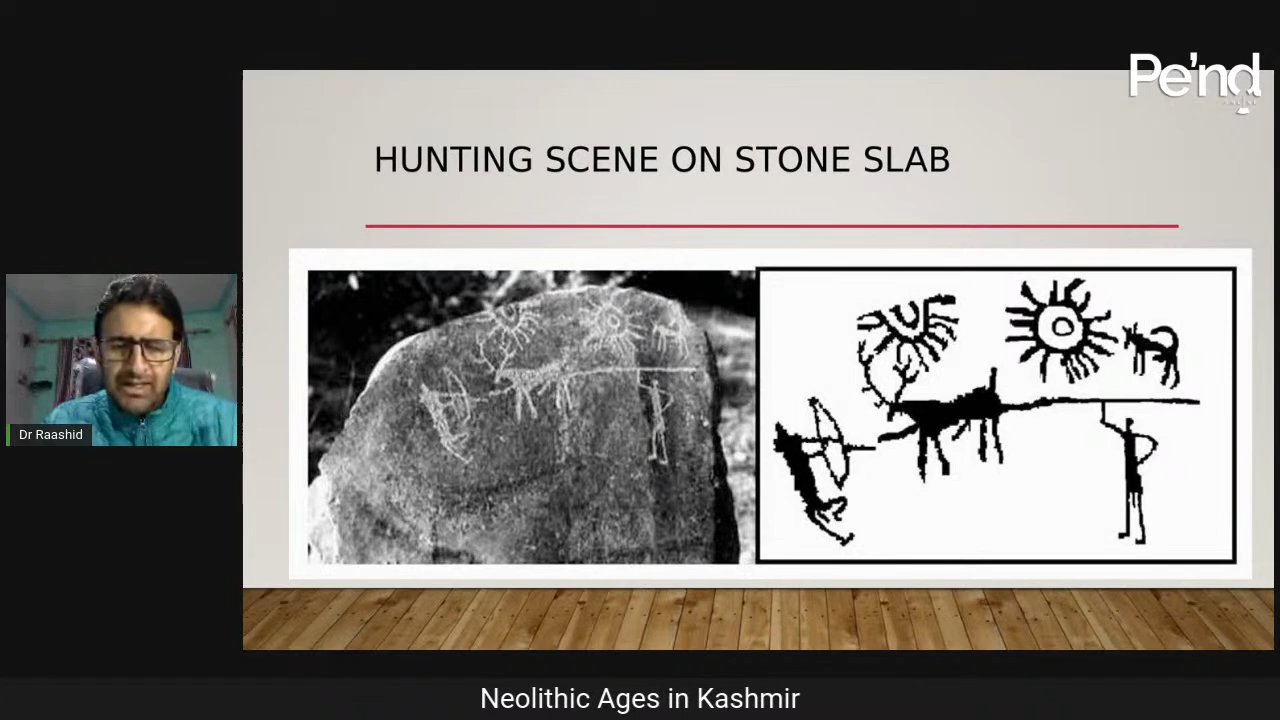 Pe'nd
HUNTING SCENE ON STONE SLAB
Dr Raashid
Neolithic Ages in Kashmir